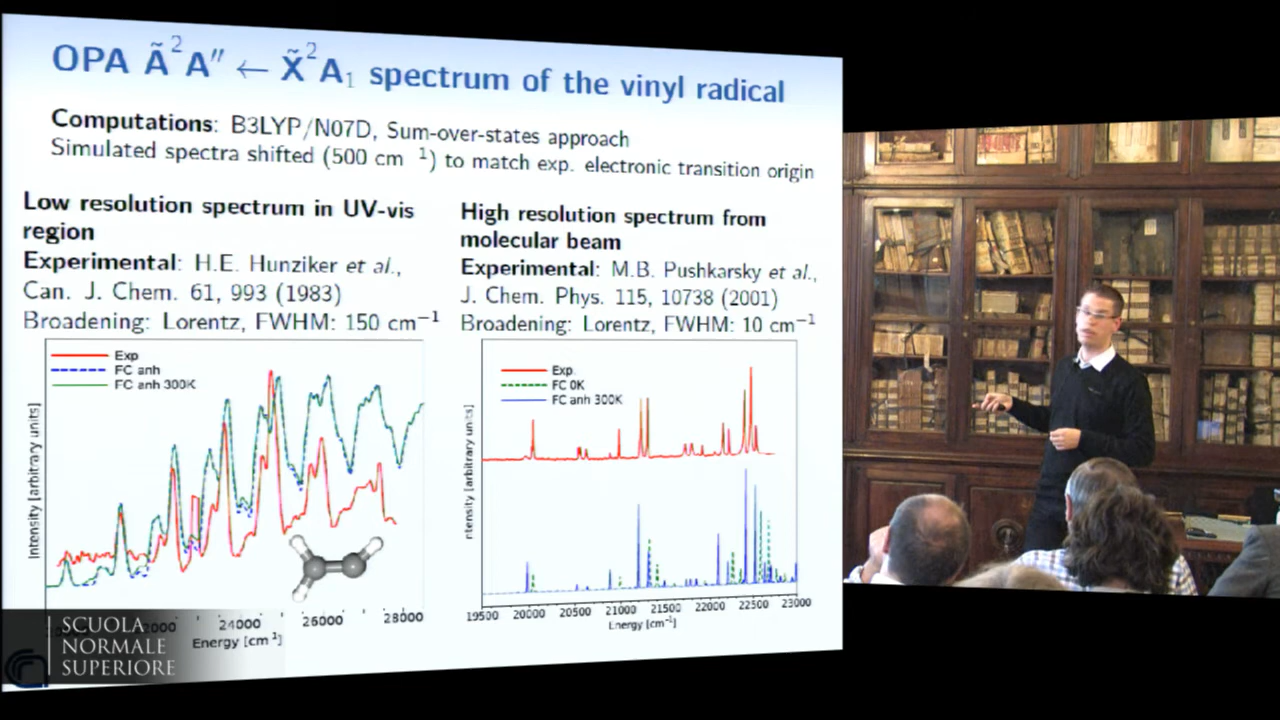 OPA Ã²A″ ← X̃²A₁ spectrum of the vinyl radical
Computations: B3LYP/N07D, Sum-over-states approach
Simulated spectra shifted (500 cm ¹) to match exp. electronic transition origin
Low resolution spectrum in UV-vis
region
Experimental: H.E. Hunziker et al.,
Can. J. Chem. 61, 993 (1983)
Broadening: Lorentz, FWHM: 150 cm⁻¹
Exp
FC anh
FC anh 300K
Intensity [arbitrary units]
24000 26000 28000
Energy [cm⁻¹]
High resolution spectrum from
molecular beam
Experimental: M.B. Pushkarsky et al.,
J. Chem. Phys. 115, 10738 (2001)
Broadening: Lorentz, FWHM: 10 cm⁻¹
Exp.
FC 0K
FC anh 300K
ntensity [arbitrary units]
19500 20000 20500 21000 21500 22000 22500 23000
Energy [cm⁻¹]
SCUOLA
NORMALE
SUPERIORE